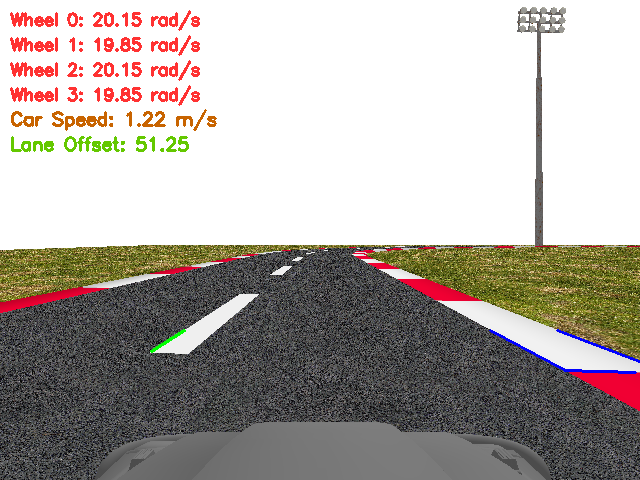 Wheel 0: 20.15 rad/s
Wheel 1: 19.85 rad/s
Wheel 2: 20.15 rad/s
Wheel 3: 19.85 rad/s
Car Speed: 1.22 m/s
Lane Offset: 51.25